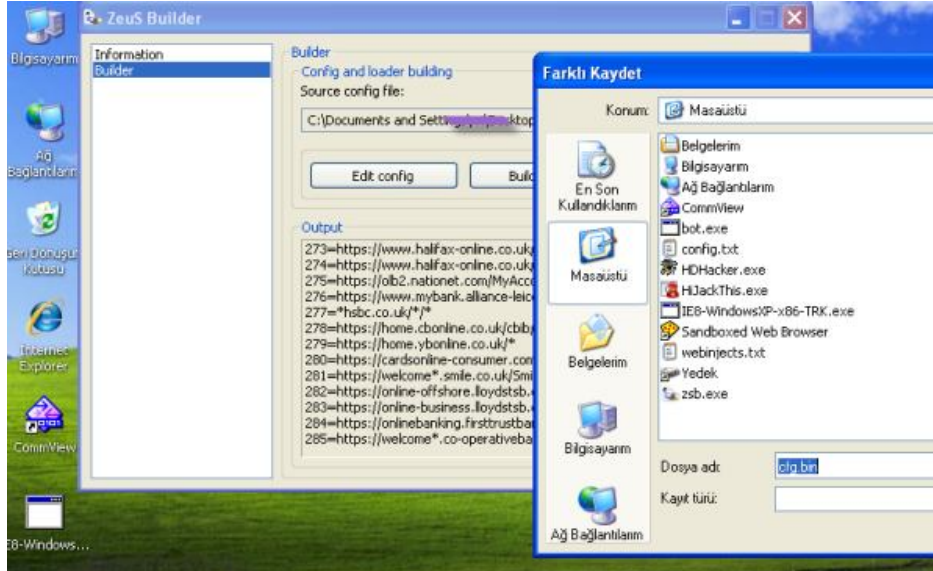 ZeuS Builder
Bilgisayarım
Ağ
Bağlantıların
Kutusu
Internet
Explorer
CommView
E8-Windows...
Information
Builder
Builder
Config and loader building
Source config file:
C:\Documents and
Edit config
Output
273=https://www.halifax-online.co.uk
274=https://www.halifax-online.co.uk
275=https://olb2.nationet.com/MyAcco
276=https://www.mybank.alliance-leic
277=*hsbc.co.uk/*/*
278=https://home.cbonline.co.uk/cbib
279=https://home.ybonline.co.uk/*
280=https://cardsonline-consumer.com
281=https://welcome*.smile.co.uk/Smi
282=https://online-offshore.lloydstsb.
283=https://online-business.lloydstsb.
284=https://onlinebanking.firsttrustba
285=https://welcome*.co-operativeba
Farklı Kaydet
Konum:
Masaüstü
En Son
Kullandıklarım
Masaüstü
Belgelerim
Bilgisayarım
Ağ Bağlantılarım
Belgelerim
Bilgisayarım
Ağ Bağlantılarım
CommView
bot.exe
config.txt
HDHacker.exe
HiJackThis.exe
IE8-WindowsXP-x86-TRK.exe
Sandboxed Web Browser
webinjects.txt
Yedek
zsb.exe
Dosya adı:
cfg.bin
Kayıt türü: